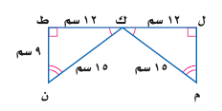 ط ١٢ سم ك ١٢ سم ل
٩ سم ١٥ سم ١٥ سم
ن م